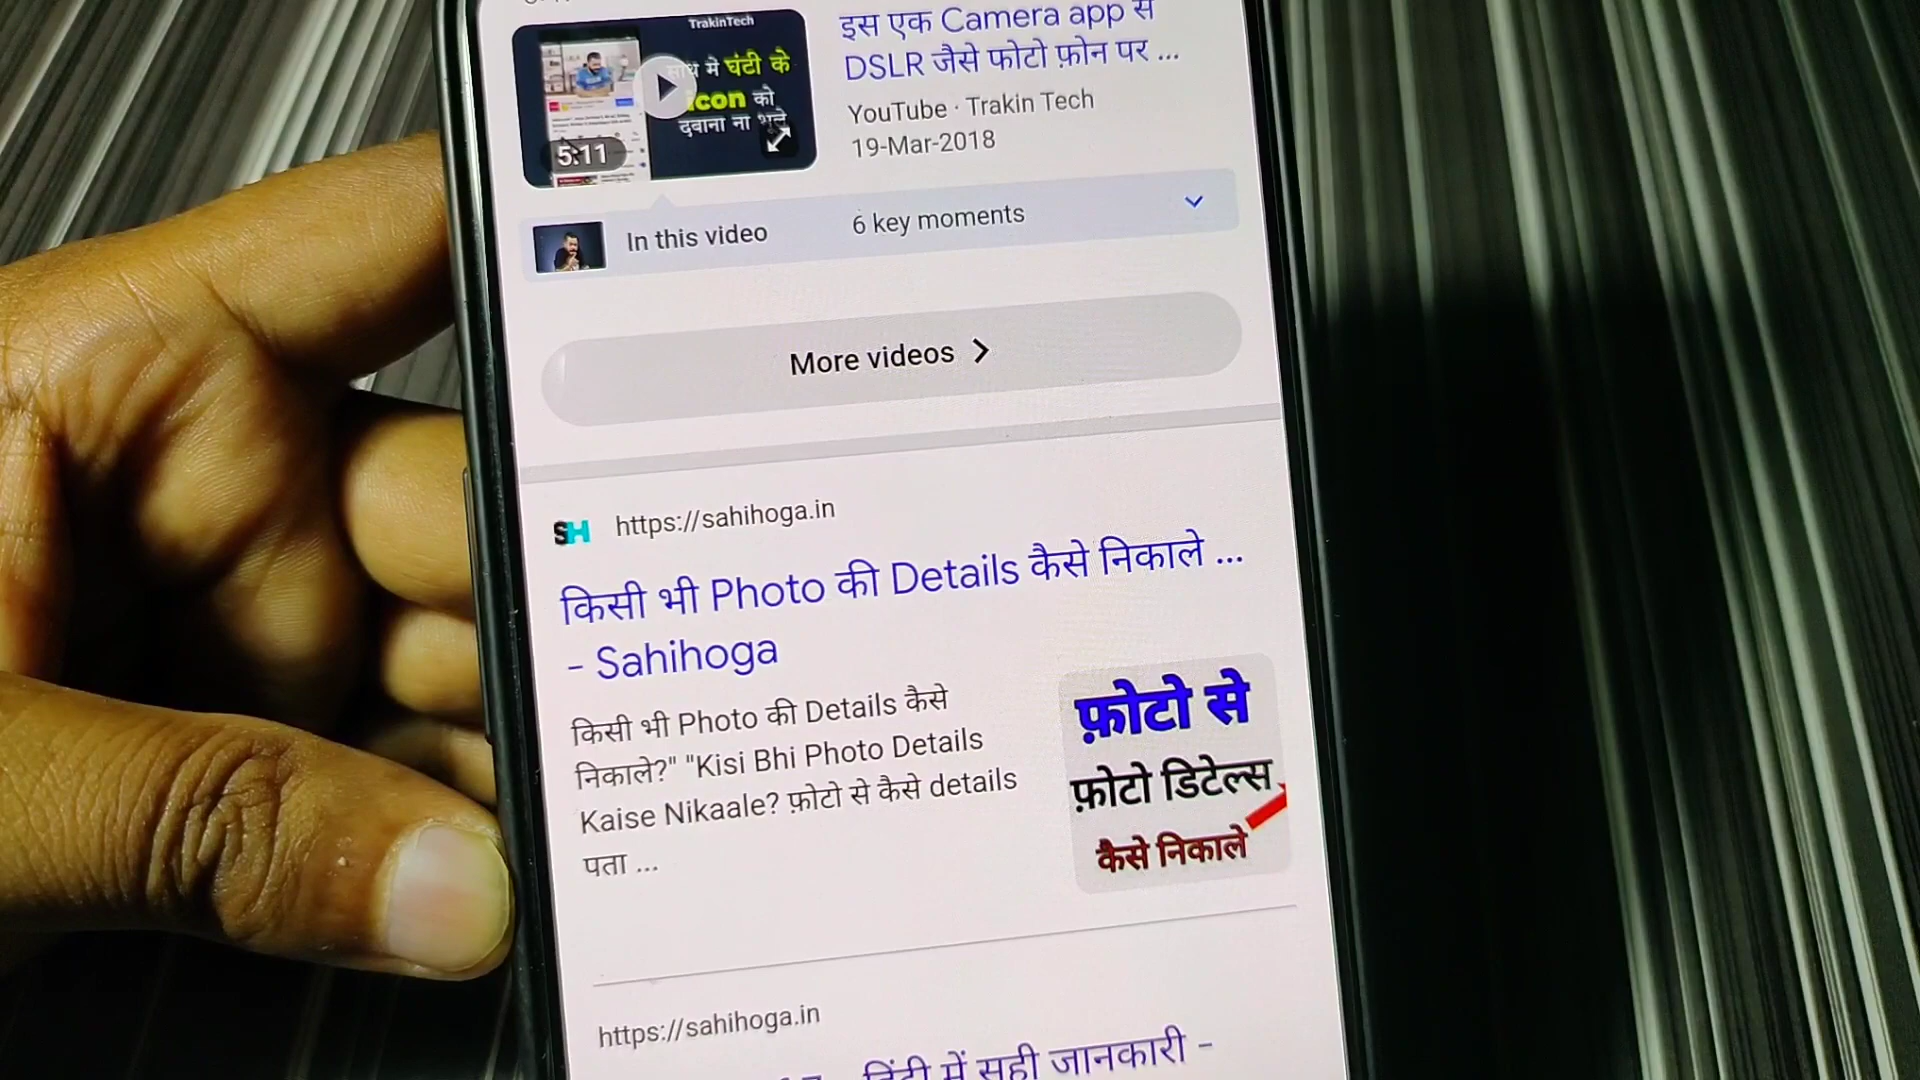 TrakinTech
साथ में घंटी के
icon को
दबाना ना भूले
5:11
इस एक Camera app से
DSLR जैसे फोटो फ़ोन पर ...
YouTube · Trakin Tech
19-Mar-2018
In this video
6 key moments
More videos
SH
https://sahihoga.in
किसी भी Photo की Details कैसे निकाले ...
- Sahihoga
किसी भी Photo की Details कैसे
निकाले?" "Kisi Bhi Photo Details
Kaise Nikaale? फ़ोटो से कैसे details
पता ...
फ़ोटो से
फ़ोटो डिटेल्स
कैसे निकाले
https://sahihoga.in
हिंदी में सही जानकारी -